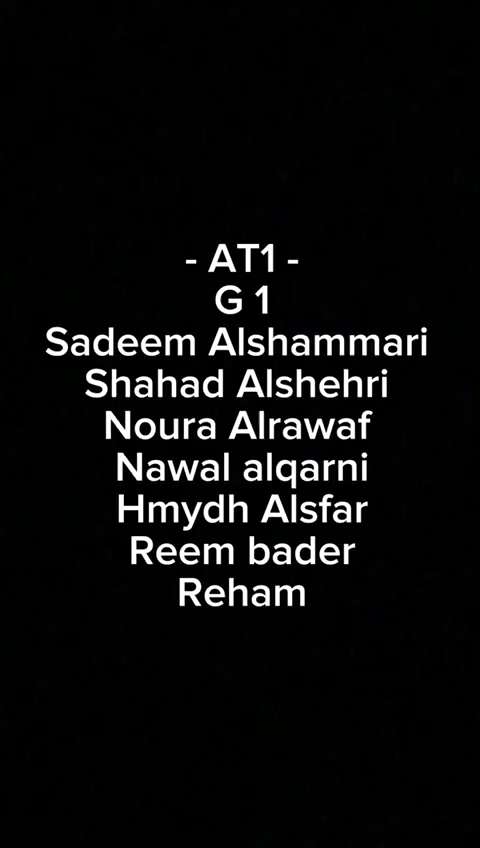 - AT1 -
G 1
Sadeem Alshammari
Shahad Alshehri
Noura Alrawaf
Nawal alqarni
Hmydh Alsfar
Reem bader
Reham